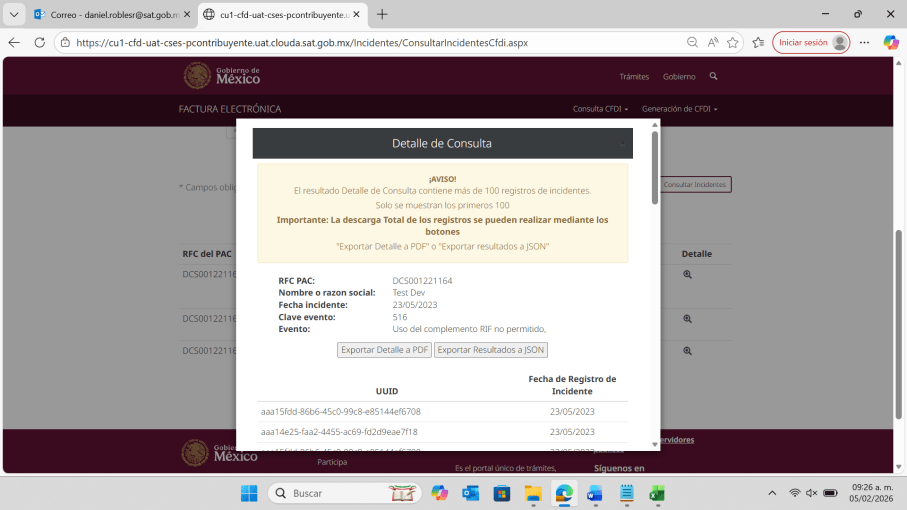 Correo - daniel.roblesr@sat.gob.m
cu1-cfd-uat-cses-pcontribuyente.u
https://cu1-cfd-uat-cses-pcontribuyente.uat.clouda.sat.gob.mx/Incidentes/ConsultarIncidentesCfdi.aspx
Iniciar sesión
Gobierno de
México
Trámites
Gobierno
FACTURA ELECTRÓNICA
Consulta CFDI
Generación de CFDI
Detalle de Consulta
¡AVISO!
El resultado Detalle de Consulta contiene más de 100 registros de incidentes.
Solo se muestran los primeros 100
Importante: La descarga Total de los registros se pueden realizar mediante los
botones
"Exportar Detalle a PDF" o "Exportar resultados a JSON"
* Campos oblig
Consultar Incidentes
RFC del PAC
Detalle
DCS00122116
DCS00122116
DCS00122116
RFC PAC: DCS001221164
Nombre o razon social: Test Dev
Fecha incidente: 23/05/2023
Clave evento: 516
Evento: Uso del complemento RIF no permitido,
Exportar Detalle a PDF
Exportar Resultados a JSON
UUID
Fecha de Registro de
Incidente
aaa15fdd-86b6-45c0-99c8-e85144ef6708 23/05/2023
aaa14e25-faa2-4455-ac69-fd2d9eae7f18 23/05/2023
Gobie
México
Participa
Es el portal único de trámites,
ervidores
Síguenos en
Buscar
09:26 a. m.
05/02/2026